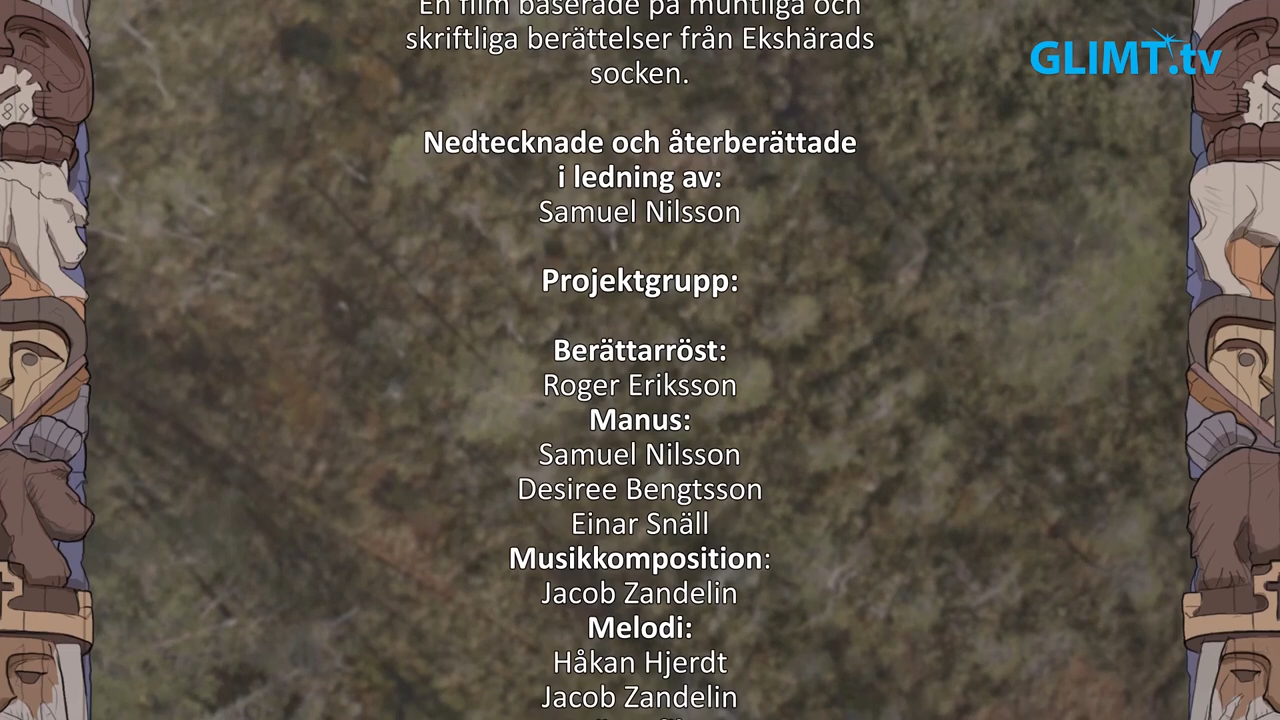 En film baserade på muntliga och
skriftliga berättelser från Ekshärads
socken.
GLIMT.tv
Nedtecknade och återberättade
i ledning av:
Samuel Nilsson
Projektgrupp:
Berättarröst:
Roger Eriksson
Manus:
Samuel Nilsson
Desiree Bengtsson
Einar Snäll
Musikkomposition:
Jacob Zandelin
Melodi:
Håkan Hjerdt
Jacob Zandelin